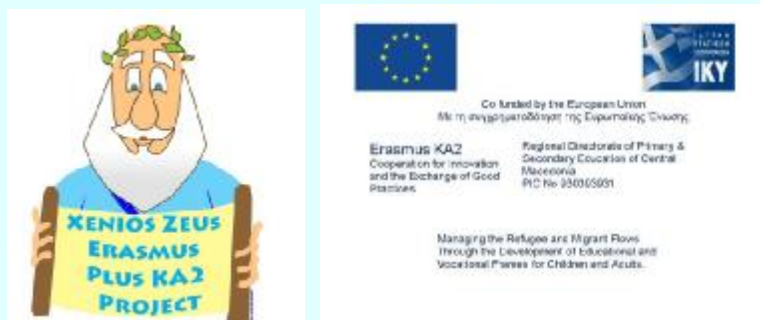 XENIOS ZEUS
ERASMUS
PLUS KA2
PROJECT
IKY
Co funded by the European Union
Με τη συγχρηματοδότηση της Ευρωπαϊκής Ένωσης
Erasmus KA2
Cooperation for Innovation
and the Exchange of Good
Practices
Regional Directorate of Primary &
Secondary Education of Central
Macedonia
PIC No
Managing the Refugee and Migrant Flows
Through the Development of Educational and
Vocational Frames for Children and Adults.